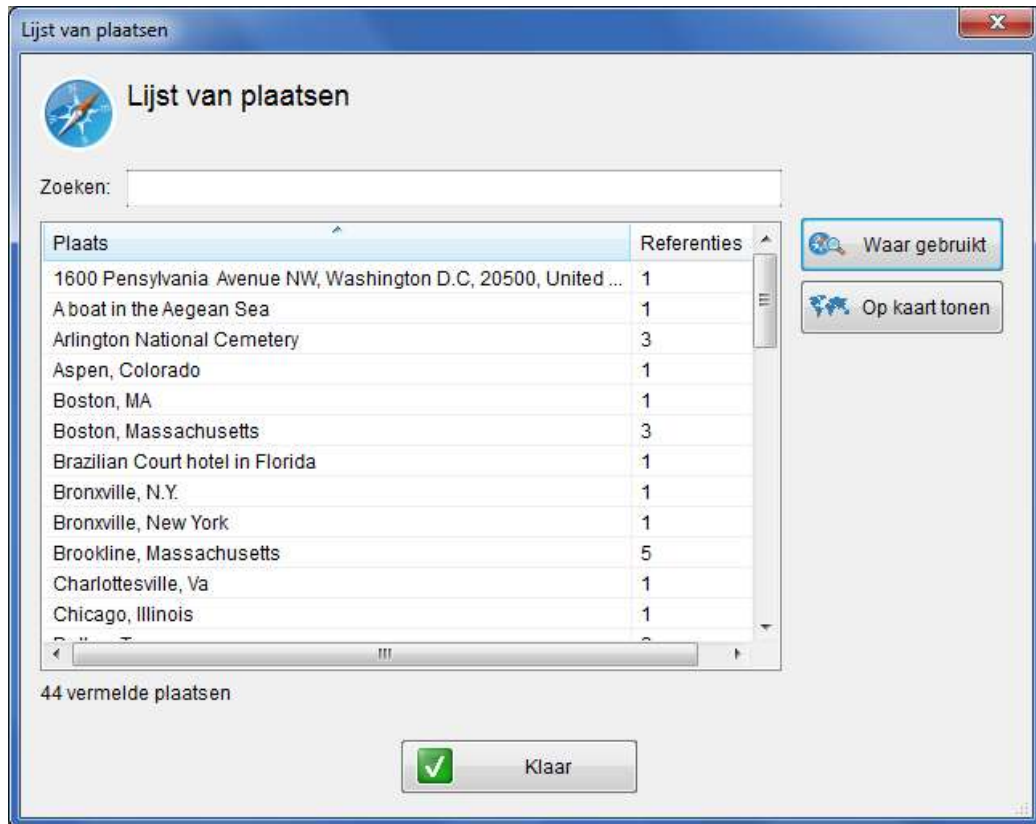 Lijst van plaatsen
Lijst van plaatsen
Zoeken:
Plaats Referenties
1600 Pensylvania Avenue NW, Washington D.C, 20500, United ... 1
A boat in the Aegean Sea 1
Arlington National Cemetery 3
Aspen, Colorado 1
Boston, MA 1
Boston, Massachusetts 3
Brazilian Court hotel in Florida 1
Bronxville, N.Y. 1
Bronxville, New York 1
Brookline, Massachusetts 5
Charlottesville, Va 1
Chicago, Illinois 1
Waar gebruikt
Op kaart tonen
44 vermelde plaatsen
Klaar